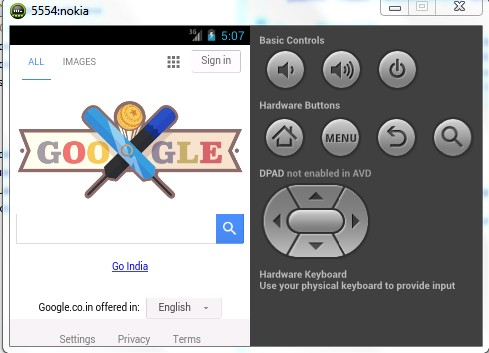 5554:nokia
3G 5:07
ALL IMAGES Sign in
GOOGLE
Go India
Google.co.in offered in: English
Settings Privacy Terms
Basic Controls
Hardware Buttons
MENU
DPAD not enabled in AVD
Hardware Keyboard
Use your physical keyboard to provide input